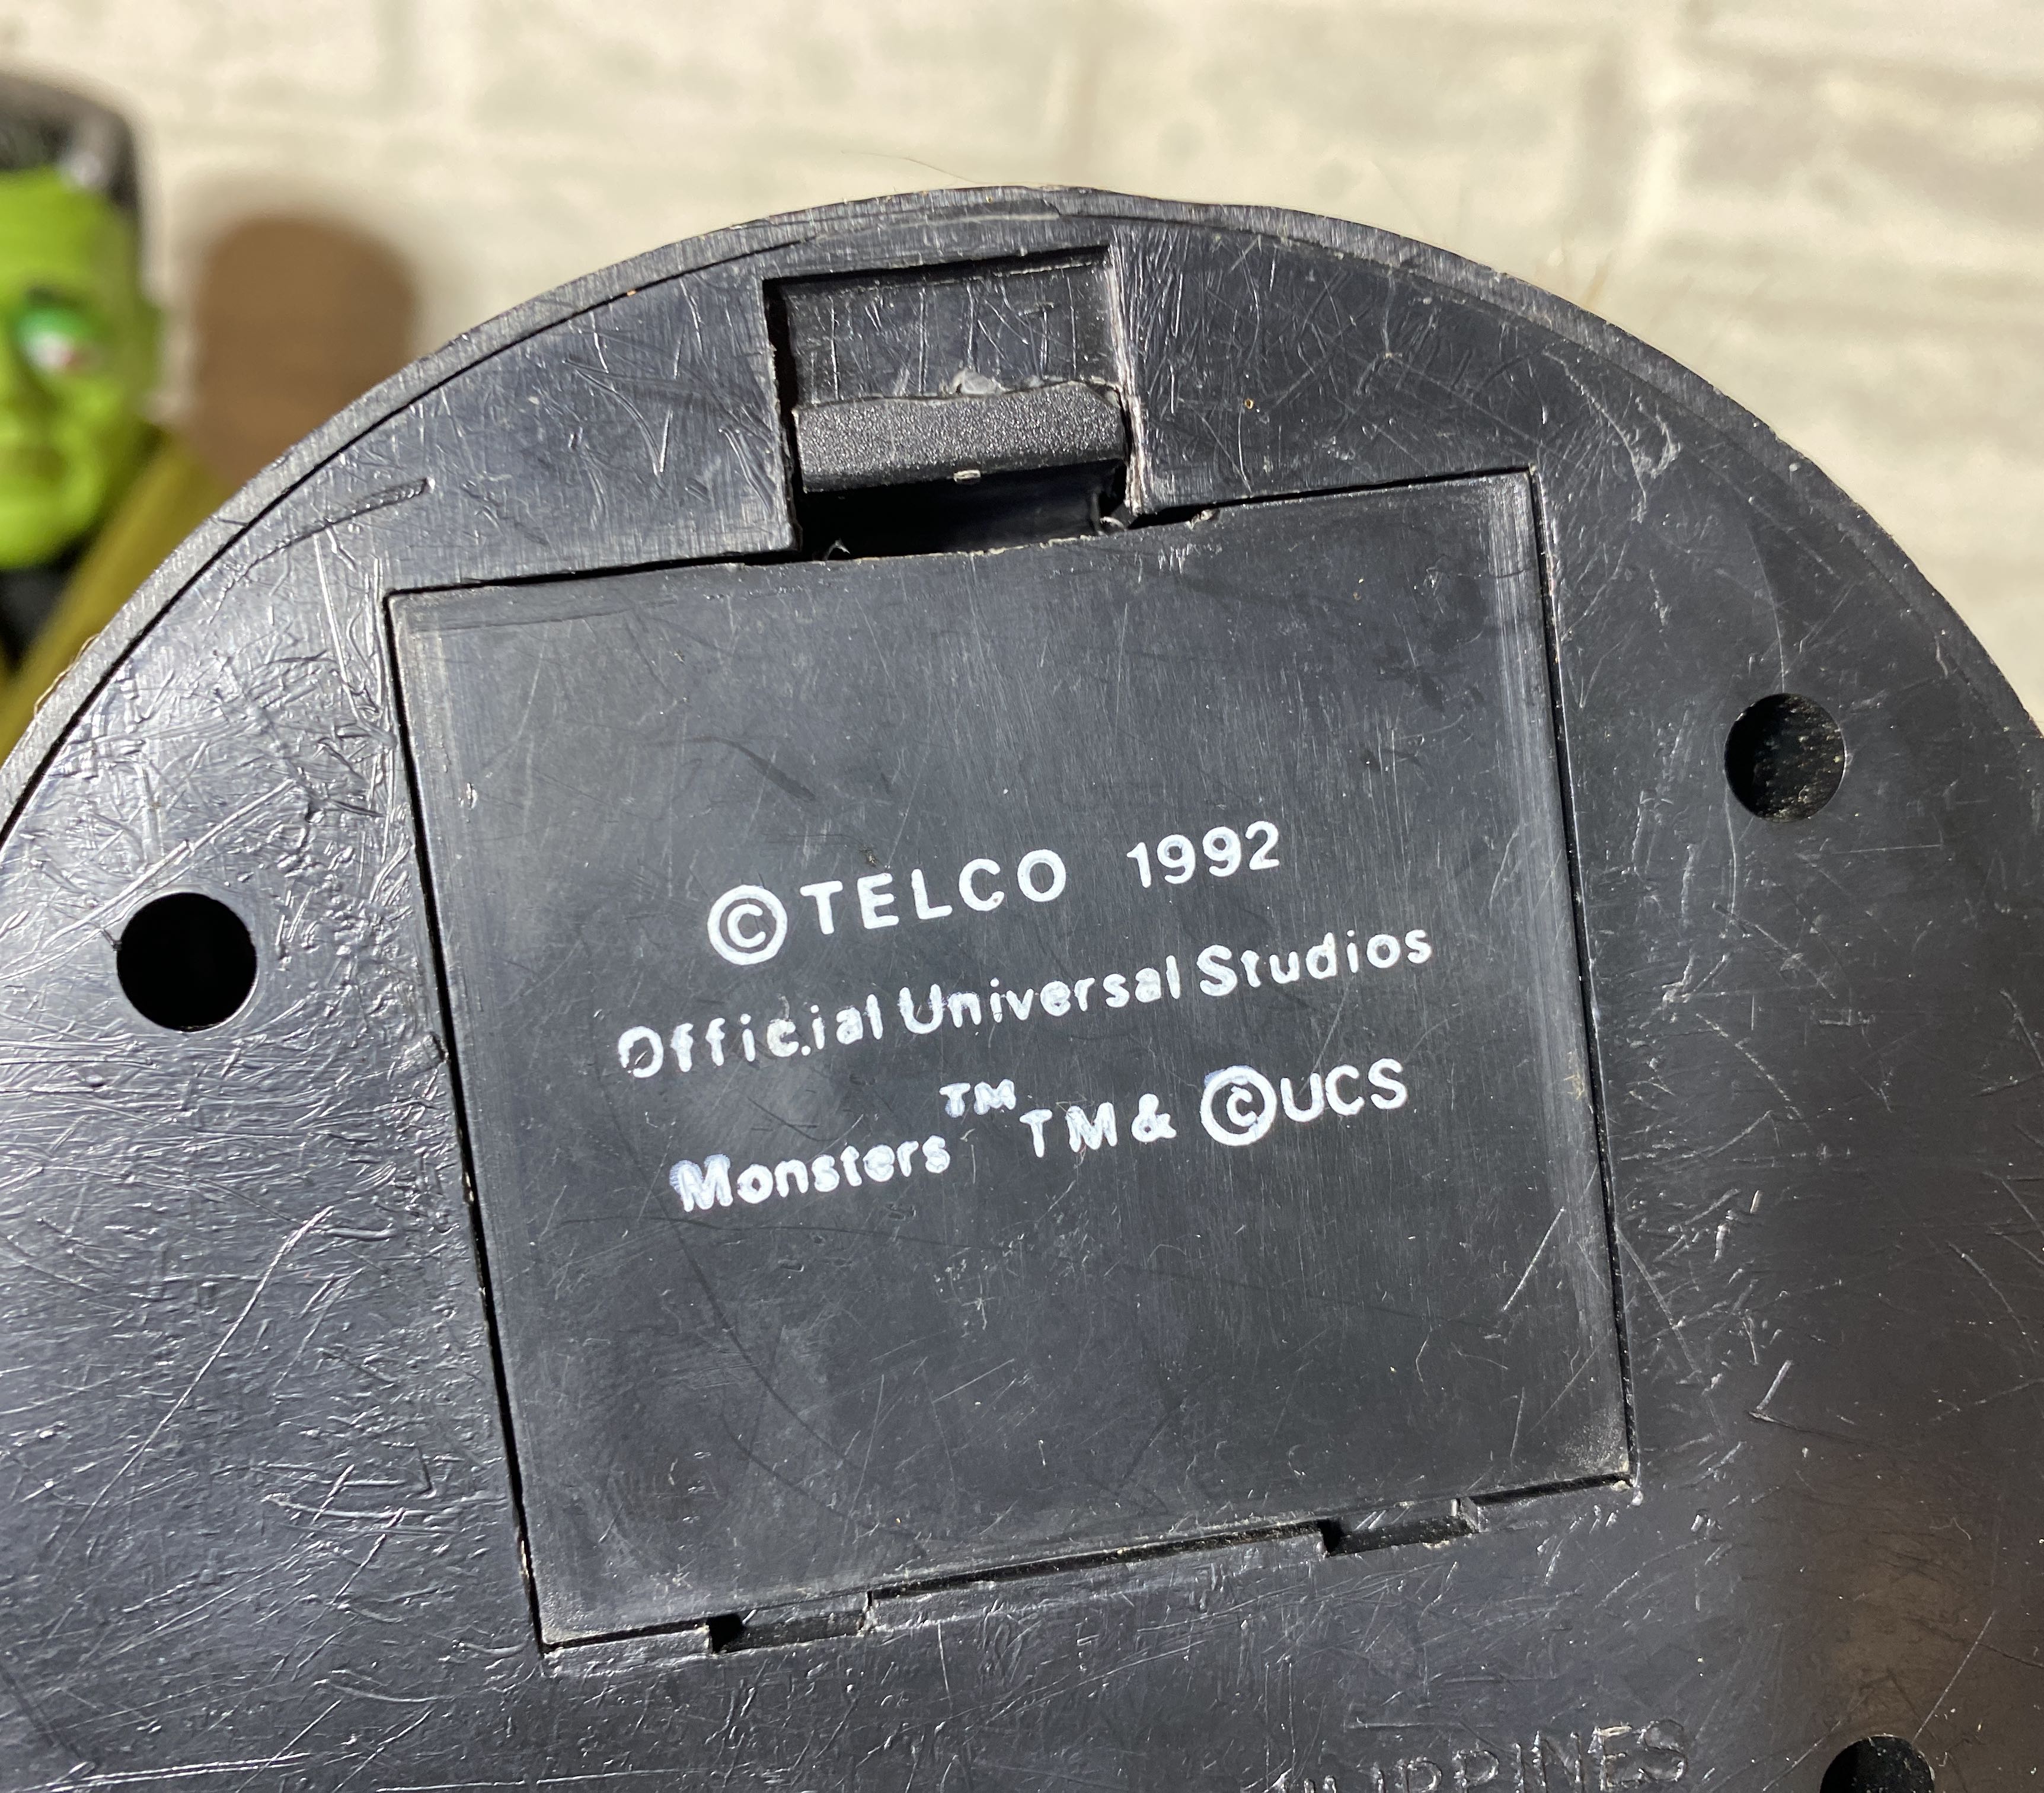 ©TELCO 1992
Official Universal Studios
Monsters™ TM & ©UCS